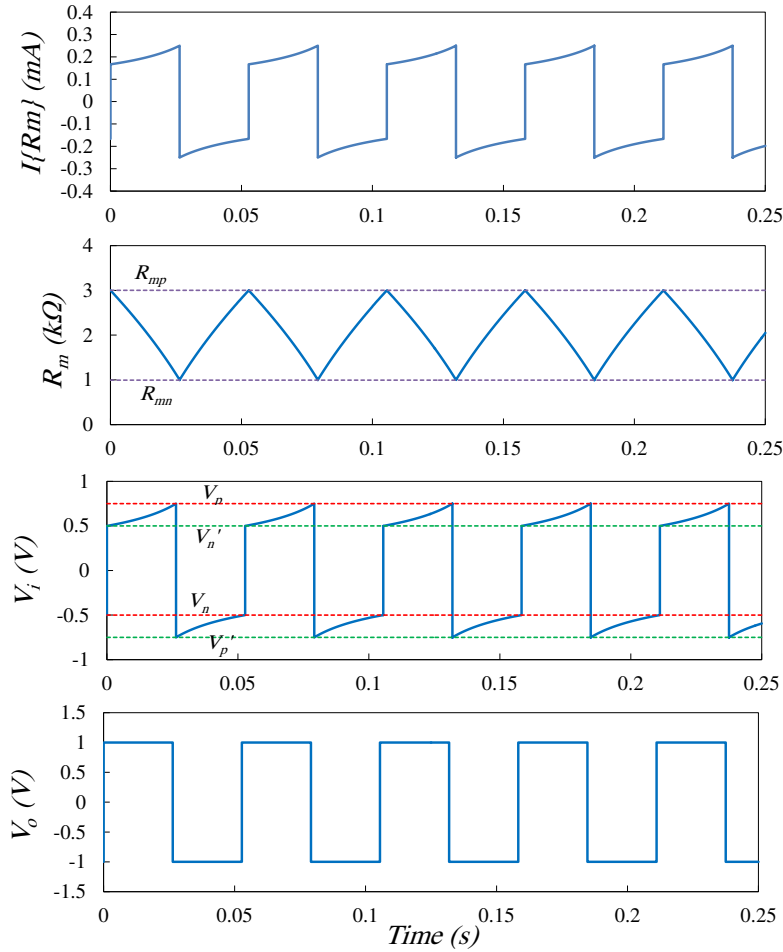 0.4
0.3
0.2
0.1
0
-0.1
-0.2
-0.3
-0.4
I{Rm} (mA)
0 0.05 0.1 0.15 0.2 0.25
4
3
2
1
0
R_m (kΩ)
R_mp
R_mn
0 0.05 0.1 0.15 0.2 0.25
1
0.5
0
-0.5
-1
V_i (V)
V_p
V_n'
V_n
V_p'
0 0.05 0.1 0.15 0.2 0.25
1.5
1
0.5
0
-0.5
-1
-1.5
V_o (V)
0 0.05 0.1 0.15 0.2 0.25
Time (s)